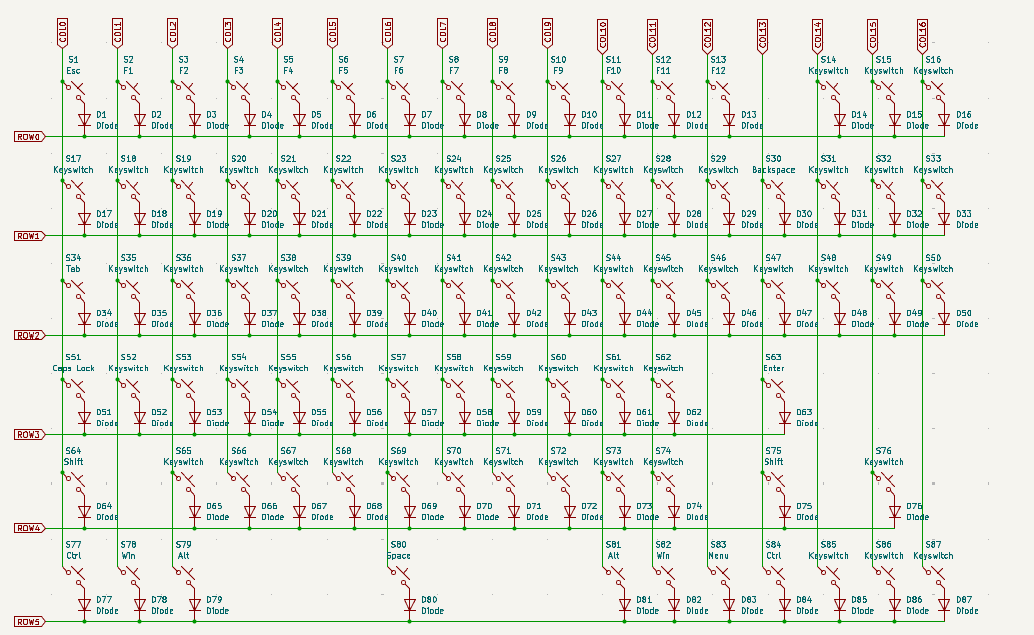 COL0 COL1 COL2 COL3 COL4 COL5 COL6 COL7 COL8 COL9 COL10 COL11 COL12 COL13 COL14 COL15 COL16
S1 S2 S3 S4 S5 S6 S7 S8 S9 S10 S11 S12 S13 S14 S15 S16
Esc F1 F2 F3 F4 F5 F6 F7 F8 F9 F10 F11 F12 Keyswitch Keyswitch Keyswitch
D1 D2 D3 D4 D5 D6 D7 D8 D9 D10 D11 D12 D13 D14 D15 D16
Diode Diode Diode Diode Diode Diode Diode Diode Diode Diode Diode Diode Diode Diode Diode Diode
ROW0
S17 S18 S19 S20 S21 S22 S23 S24 S25 S26 S27 S28 S29 S30 S31 S32 S33
Keyswitch Keyswitch Keyswitch Keyswitch Keyswitch Keyswitch Keyswitch Keyswitch Keyswitch Keyswitch Keyswitch Keyswitch Keyswitch Backspace Keyswitch Keyswitch Keyswitch
D17 D18 D19 D20 D21 D22 D23 D24 D25 D26 D27 D28 D29 D30 D31 D32 D33
Diode Diode Diode Diode Diode Diode Diode Diode Diode Diode Diode Diode Diode Diode Diode Diode Diode
ROW1
S34 S35 S36 S37 S38 S39 S40 S41 S42 S43 S44 S45 S46 S47 S48 S49 S50
Tab Keyswitch Keyswitch Keyswitch Keyswitch Keyswitch Keyswitch Keyswitch Keyswitch Keyswitch Keyswitch Keyswitch Keyswitch Keyswitch Keyswitch Keyswitch Keyswitch
D34 D35 D36 D37 D38 D39 D40 D41 D42 D43 D44 D45 D46 D47 D48 D49 D50
Diode Diode Diode Diode Diode Diode Diode Diode Diode Diode Diode Diode Diode Diode Diode Diode Diode
ROW2
S51 S52 S53 S54 S55 S56 S57 S58 S59 S60 S61 S62 S63
Caps Lock Keyswitch Keyswitch Keyswitch Keyswitch Keyswitch Keyswitch Keyswitch Keyswitch Keyswitch Keyswitch Keyswitch Enter
D51 D52 D53 D54 D55 D56 D57 D58 D59 D60 D61 D62 D63
Diode Diode Diode Diode Diode Diode Diode Diode Diode Diode Diode Diode Diode
ROW3
S64 S65 S66 S67 S68 S69 S70 S71 S72 S73 S74 S75 S76
Shift Keyswitch Keyswitch Keyswitch Keyswitch Keyswitch Keyswitch Keyswitch Keyswitch Keyswitch Keyswitch Shift Keyswitch
D64 D65 D66 D67 D68 D69 D70 D71 D72 D73 D74 D75 D76
Diode Diode Diode Diode Diode Diode Diode Diode Diode Diode Diode Diode Diode
ROW4
S77 S78 S79 S80 S81 S82 S83 S84 S85 S86 S87
Ctrl Win Alt Space Alt Win Menu Ctrl Keyswitch Keyswitch Keyswitch
D77 D78 D79 D80 D81 D82 D83 D84 D85 D86 D87
Diode Diode Diode Diode Diode Diode Diode Diode Diode Diode Diode
ROW5